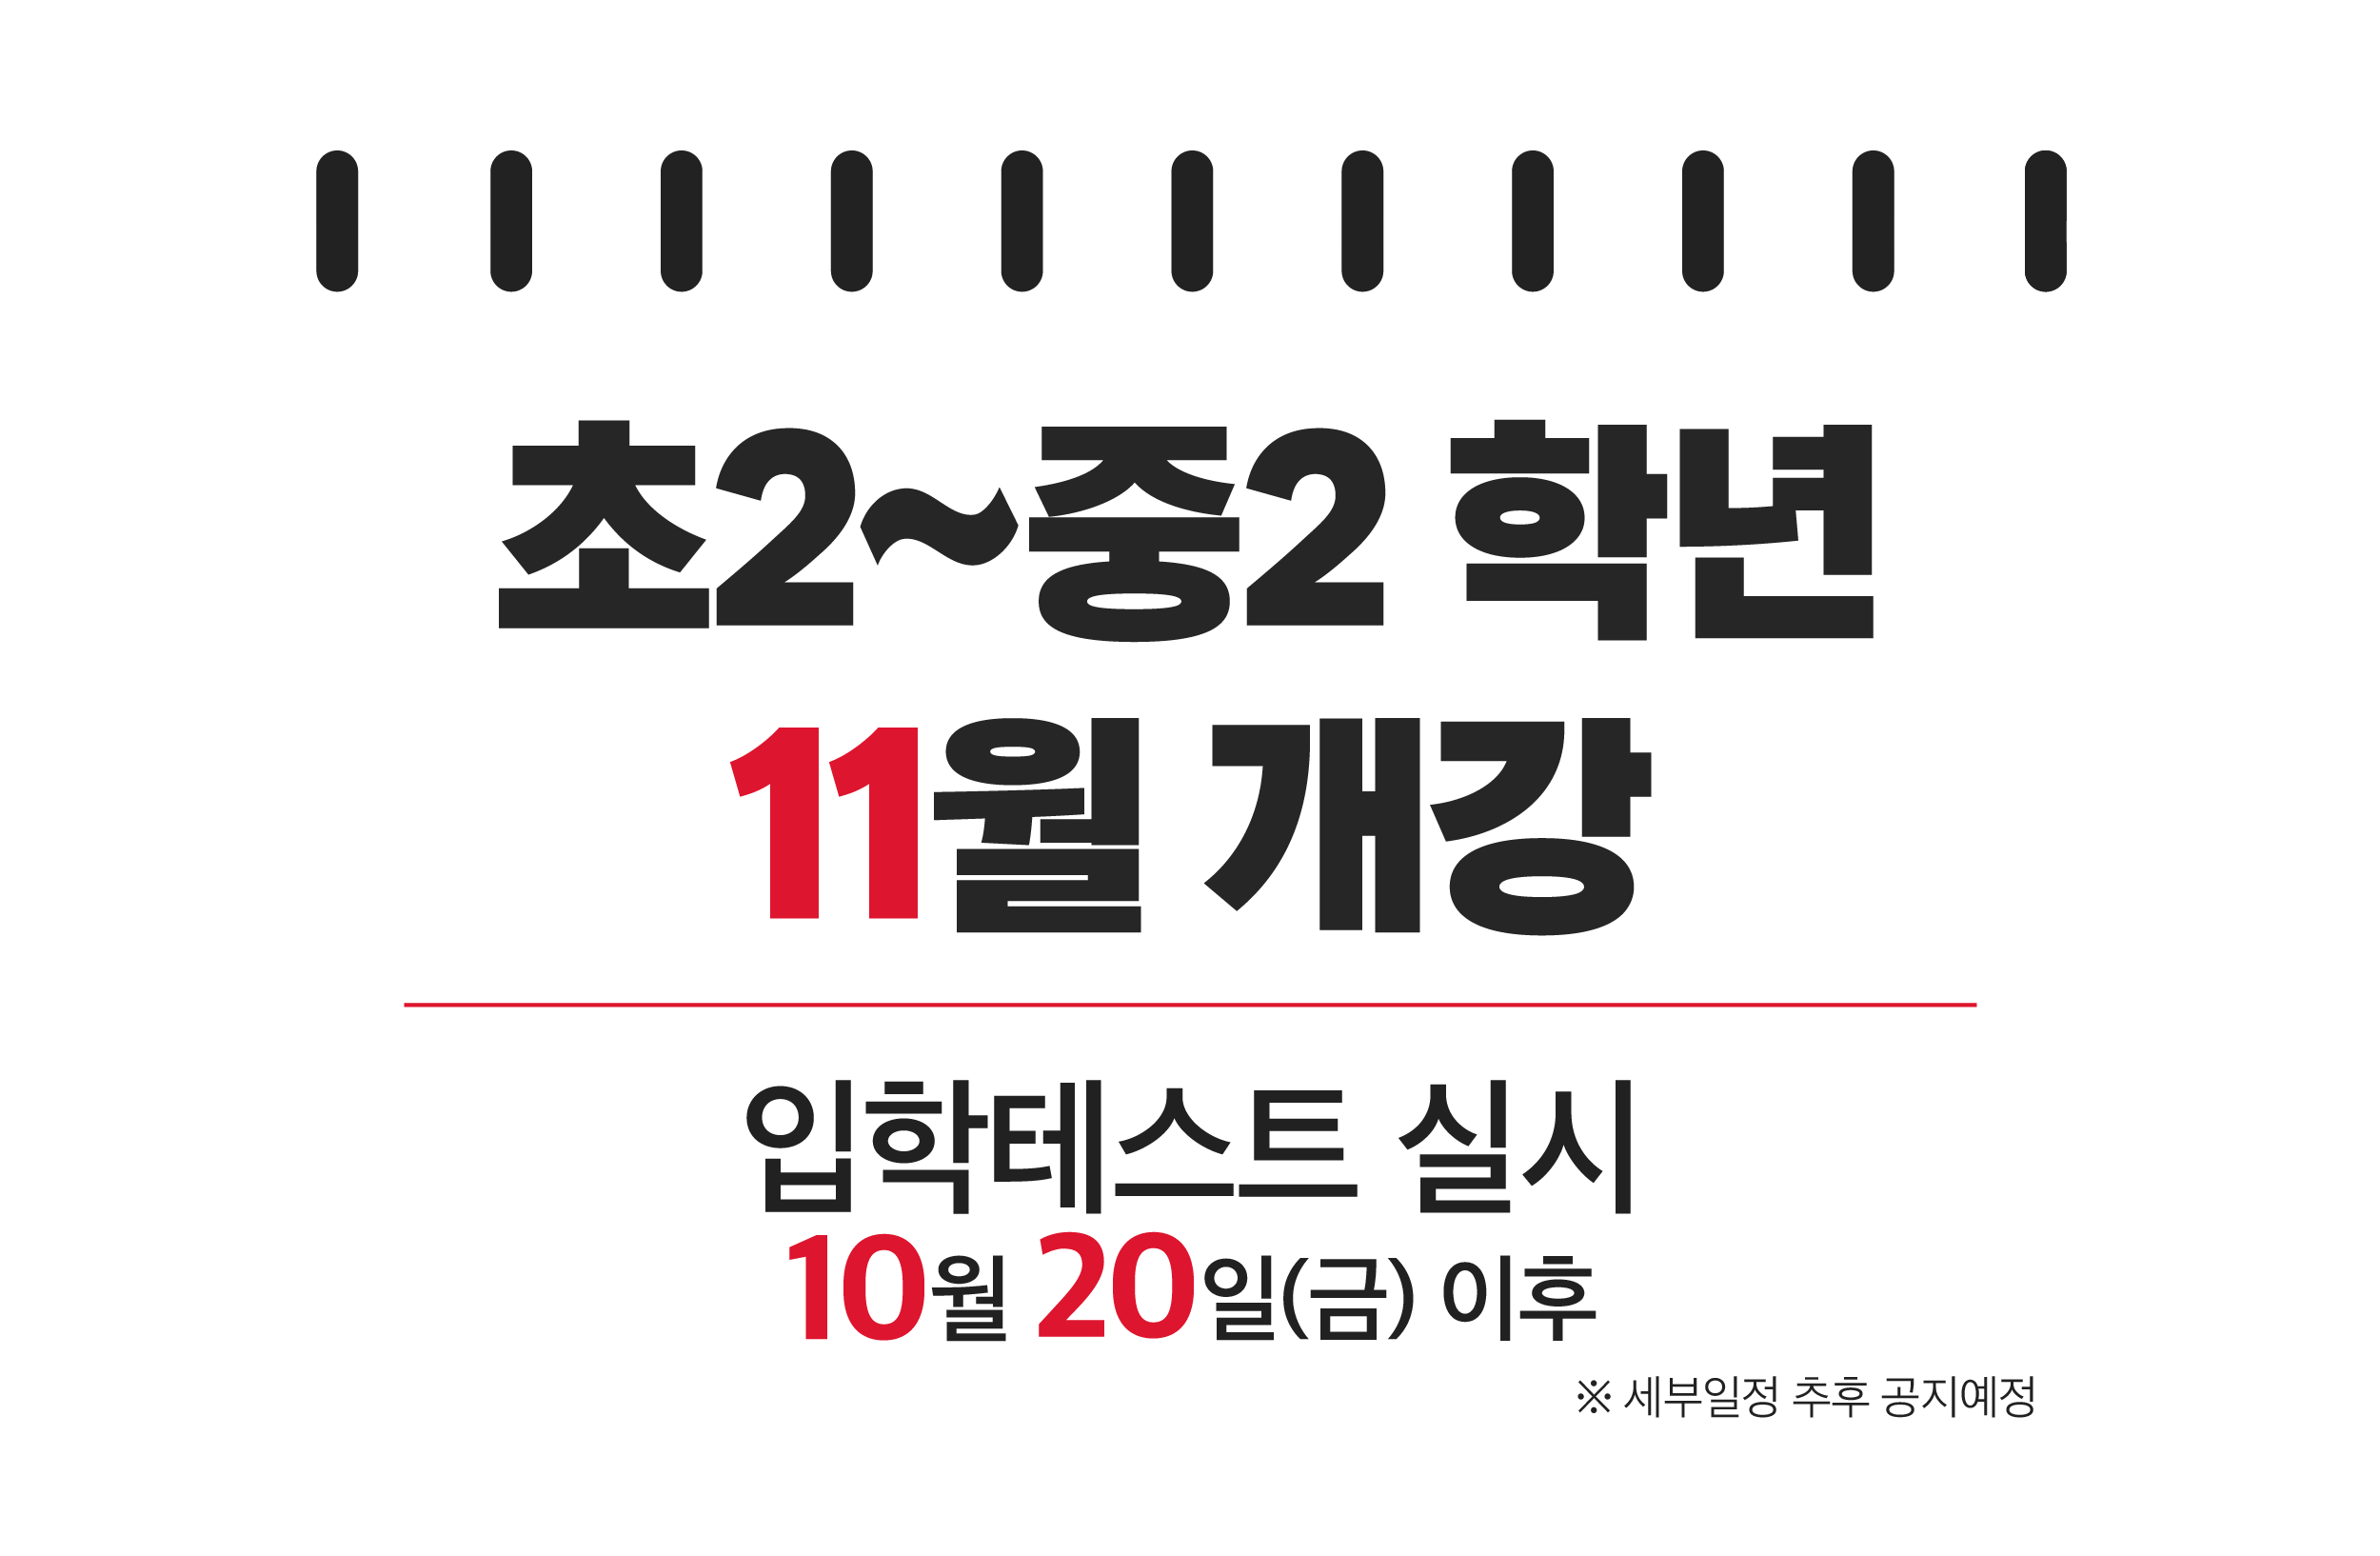 초2~중2 학년
11월 개강
입학테스트 실시
10월 20일(금) 이후
※ 세부일정 추후 공지예정